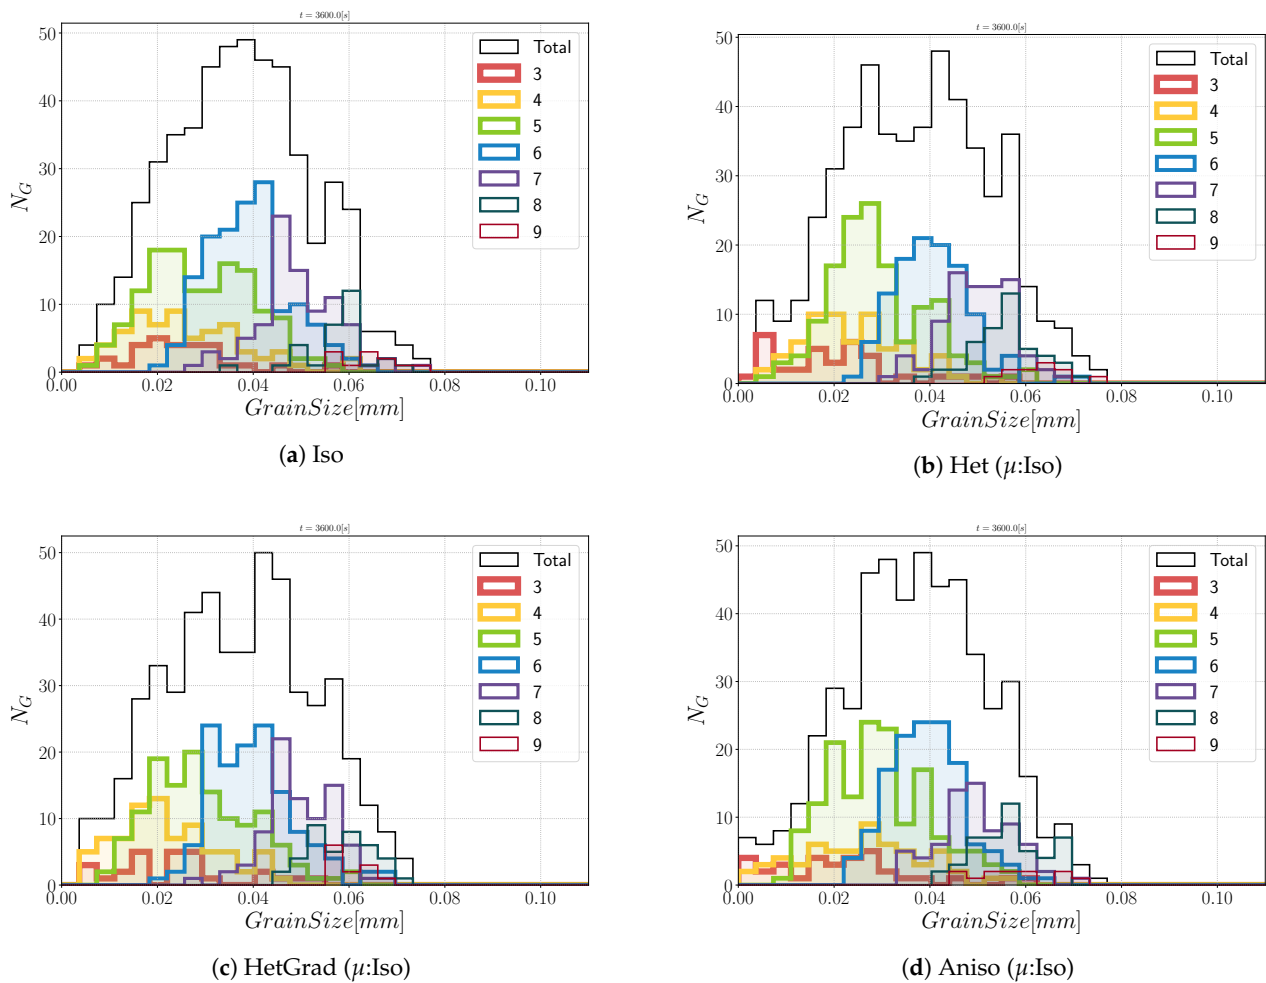 t = 3600.0[s]
50
40
30
20
10
0
N_G
Total
3
4
5
6
7
8
9
0.00 0.02 0.04 0.06 0.08 0.10
GrainSize[mm]
(a) Iso
t = 3600.0[s]
50
40
30
20
10
0
N_G
Total
3
4
5
6
7
8
9
0.00 0.02 0.04 0.06 0.08 0.10
GrainSize[mm]
(b) Het (μ:Iso)
t = 3600.0[s]
50
40
30
20
10
0
N_G
Total
3
4
5
6
7
8
9
0.00 0.02 0.04 0.06 0.08 0.10
GrainSize[mm]
(c) HetGrad (μ:Iso)
t = 3600.0[s]
50
40
30
20
10
0
N_G
Total
3
4
5
6
7
8
9
0.00 0.02 0.04 0.06 0.08 0.10
GrainSize[mm]
(d) Aniso (μ:Iso)